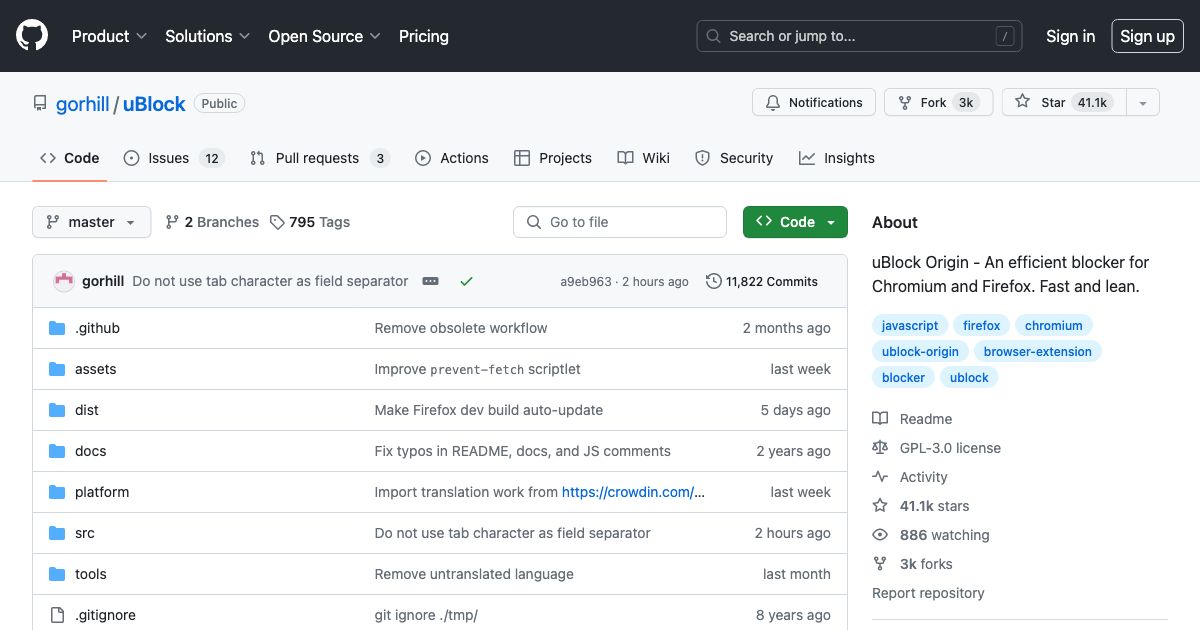 Product Solutions Open Source Pricing Search or jump to... / Sign in Sign up
gorhill / uBlock Public Notifications Fork 3k Star 41.1k
Code Issues 12 Pull requests 3 Actions Projects Wiki Security Insights
master 2 Branches 795 Tags Go to file Code
gorhill Do not use tab character as field separator a9eb963 · 2 hours ago 11,822 Commits
.github Remove obsolete workflow 2 months ago
assets Improve prevent-fetch scriptlet last week
dist Make Firefox dev build auto-update 5 days ago
docs Fix typos in README, docs, and JS comments 2 years ago
platform Import translation work from https://crowdin.com/... last week
src Do not use tab character as field separator 2 hours ago
tools Remove untranslated language last month
.gitignore git ignore ./tmp/ 8 years ago
About
uBlock Origin - An efficient blocker for
Chromium and Firefox. Fast and lean.
javascript firefox chromium
ublock-origin browser-extension
blocker ublock
Readme
GPL-3.0 license
Activity
41.1k stars
886 watching
3k forks
Report repository